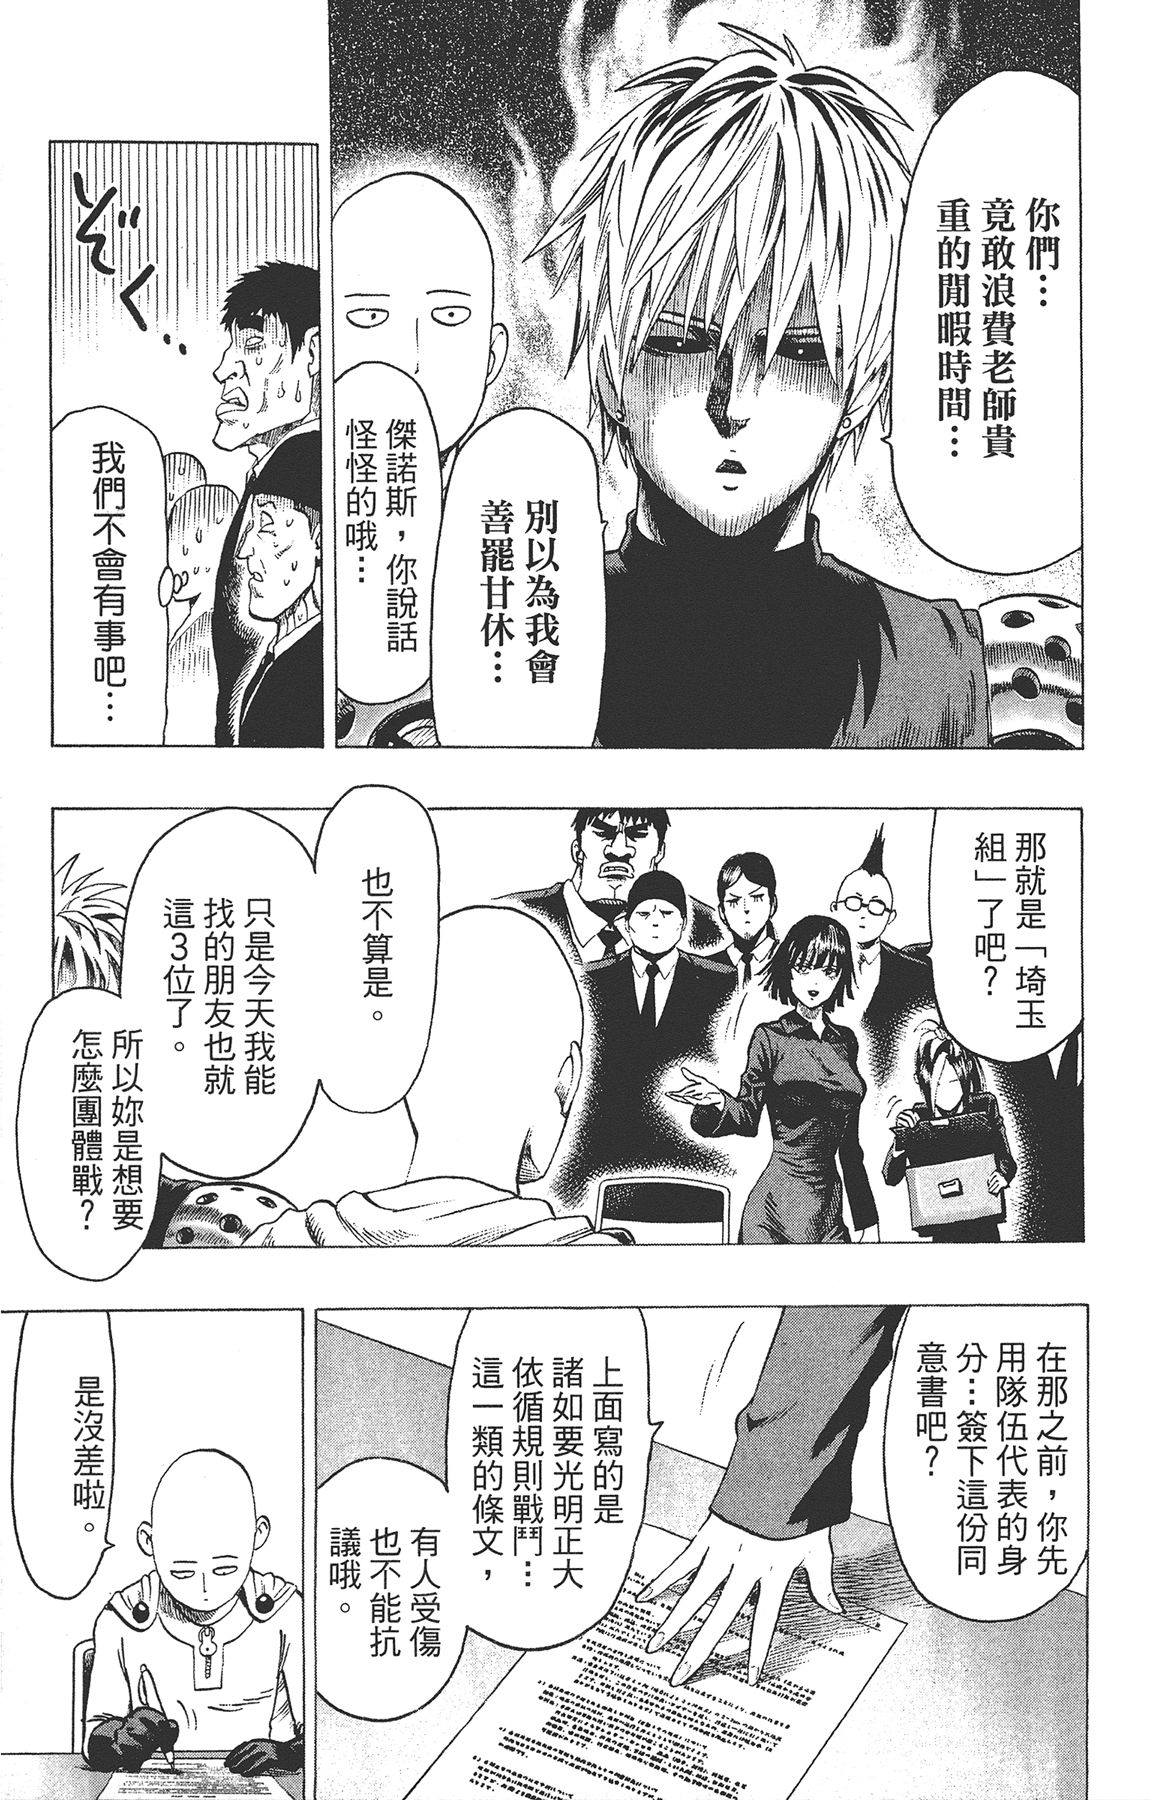 你們…
竟敢浪費老師貴
重的閒暇時間…
別以為我會
善罷甘休…
傑諾斯，你說話
怪怪的哦…
ぞくっ…
我們不會有事吧…
那就是「埼玉
組」了吧？
也不算是。
只是今天我能
找的朋友也就
這3位了。
所以妳是想要
怎麼團體戰？
在那之前，你先
用隊伍代表的身
分…簽下這份同
意書吧？
上面寫的是
諸如要光明正大
依循規則戰鬥…
這一類的條文，
有人受傷
也不能抗
議哦。
是沒差啦。